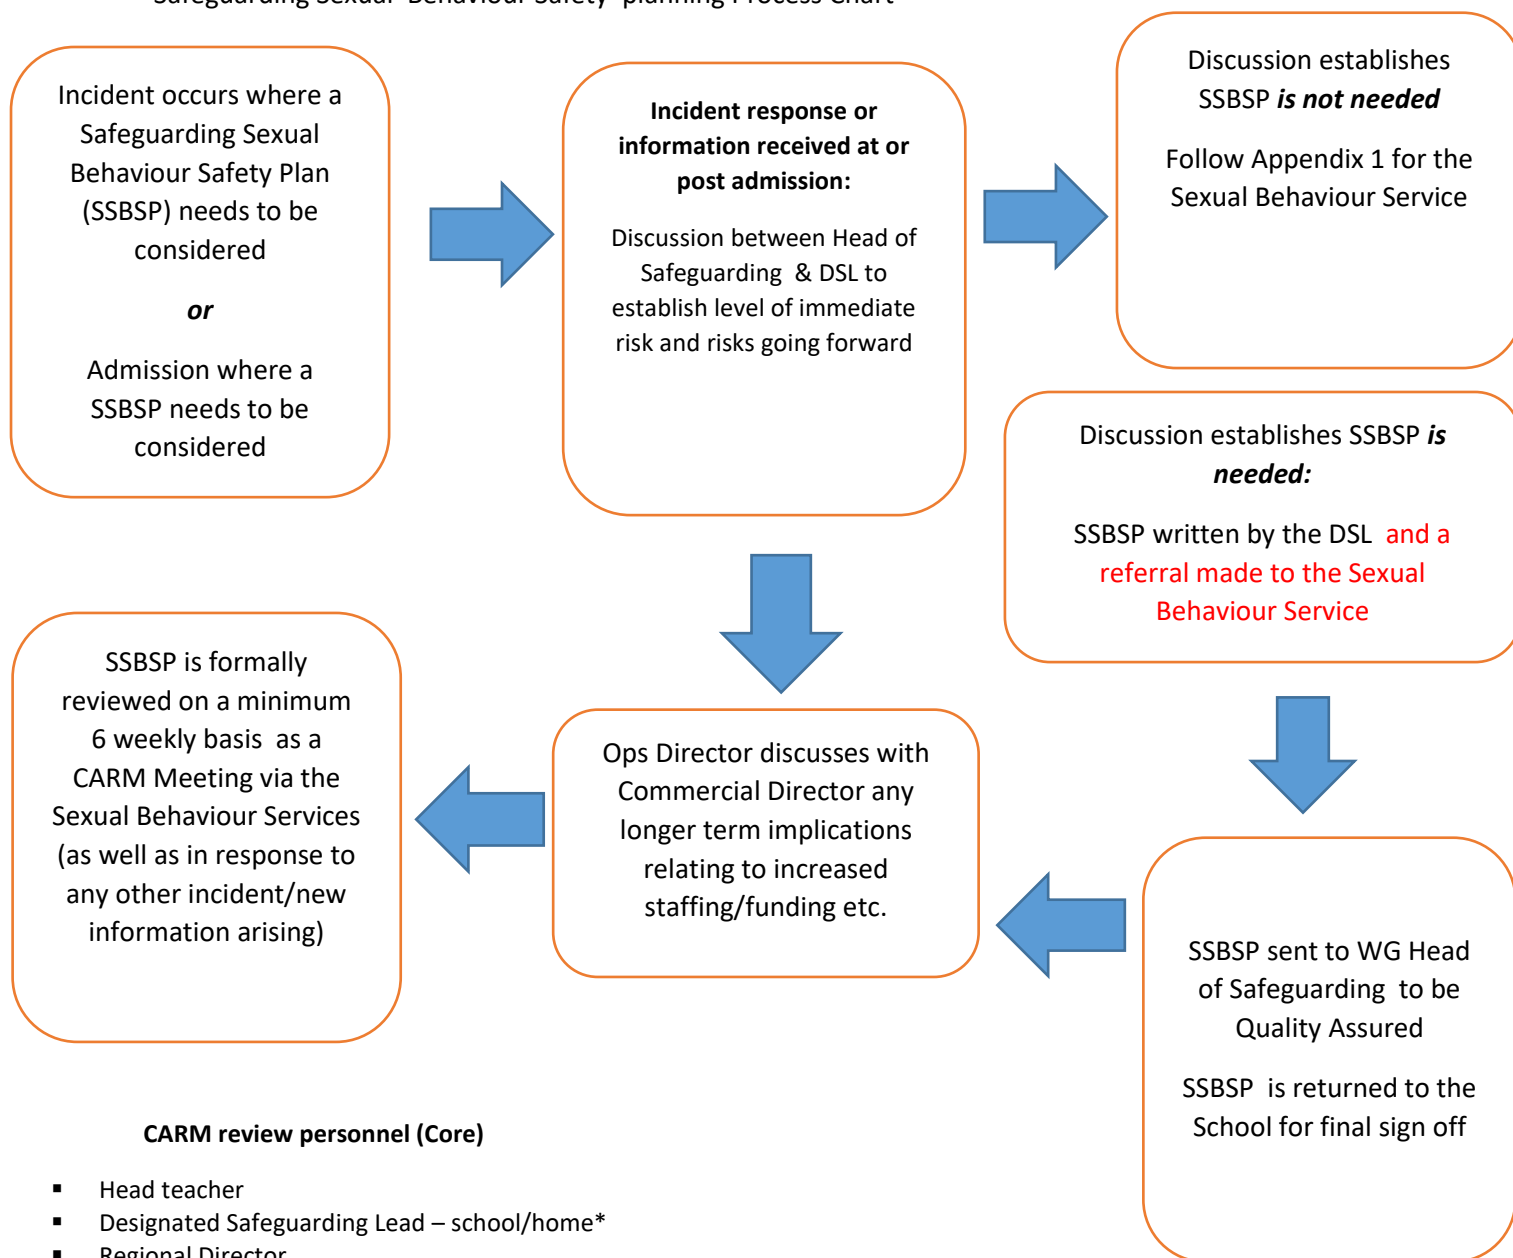 Safeguarding Sexual Behaviour Safety planning Process Chart
Incident occurs where a
Safeguarding Sexual
Behaviour Safety Plan
(SSBSP) needs to be
considered
or
Admission where a
SSBSP needs to be
considered
Incident response or
information received at or
post admission:
Discussion between Head of
Safeguarding & DSL to
establish level of immediate
risk and risks going forward
Discussion establishes
SSBSP is not needed
Follow Appendix 1 for the
Sexual Behaviour Service
Discussion establishes SSBSP is
needed:
SSBSP written by the DSL and a
referral made to the Sexual
Behaviour Service
SSBSP sent to WG Head
of Safeguarding to be
Quality Assured
SSBSP is returned to the
School for final sign off
Ops Director discusses with
Commercial Director any
longer term implications
relating to increased
staffing/funding etc.
SSBSP is formally
reviewed on a minimum
6 weekly basis as a
CARM Meeting via the
Sexual Behaviour Services
(as well as in response to
any other incident/new
information arising)
CARM review personnel (Core)
▪ Head teacher
▪ Designated Safeguarding Lead – school/home*
▪ Regional Director